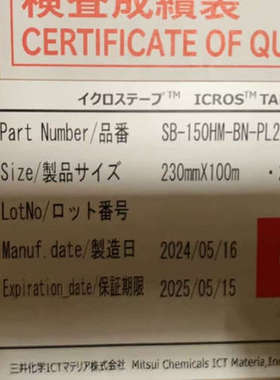 検査成績表
CERTIFICATE OF QU
イクロステープ™ ICROS™ TA
Part Number/品番 SB-150HM-BN-PL2
Size/製品サイズ 230mmX100m
LotNo/ロット番号
Manuf.date/製造日 2024/05/16
Expiration_date/保証期限 2025/05/15
三井化学ICTマテリア株式会社 Mitsui Chemicals ICT Materia,Inc